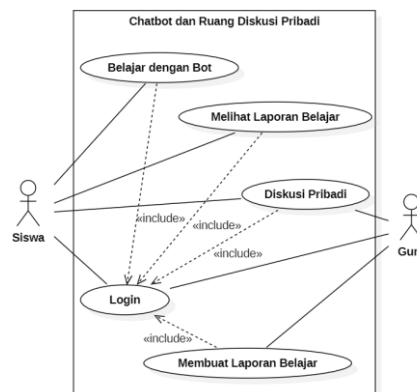 Chatbot dan Ruang Diskusi Pribadi
Belajar dengan Bot
Melihat Laporan Belajar
Diskusi Pribadi
«include»
«include»
Siswa
«include»
Gur
Login
«include»
Membuat Laporan Belajar